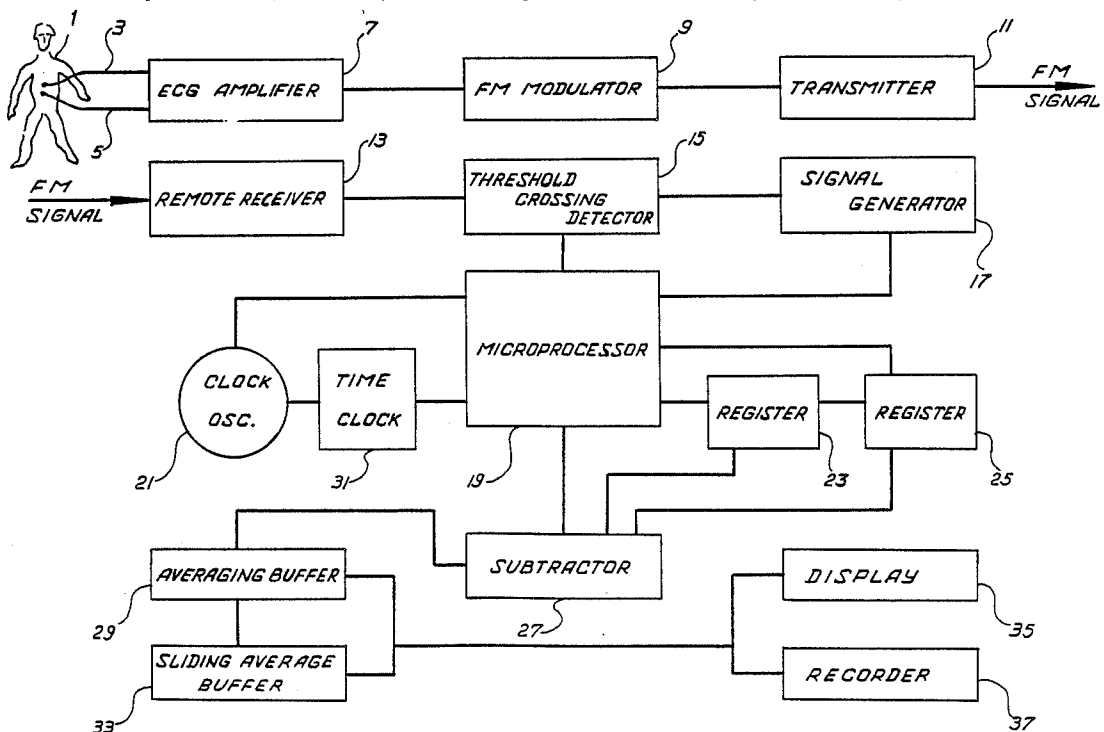 1
3
7
9
11
ECG AMPLIFIER
FM MODULATOR
TRANSMITTER
FM
SIGNAL
5
13
15
FM
SIGNAL
REMOTE RECEIVER
THRESHOLD
CROSSING
DETECTOR
SIGNAL
GENERATOR
17
MICROPROCESSOR
CLOCK
OSC.
TIME
CLOCK
REGISTER
REGISTER
21
31
19
23
25
AVERAGING BUFFER
SUBTRACTOR
DISPLAY
29
27
35
SLIDING AVERAGE
BUFFER
RECORDER
33
37